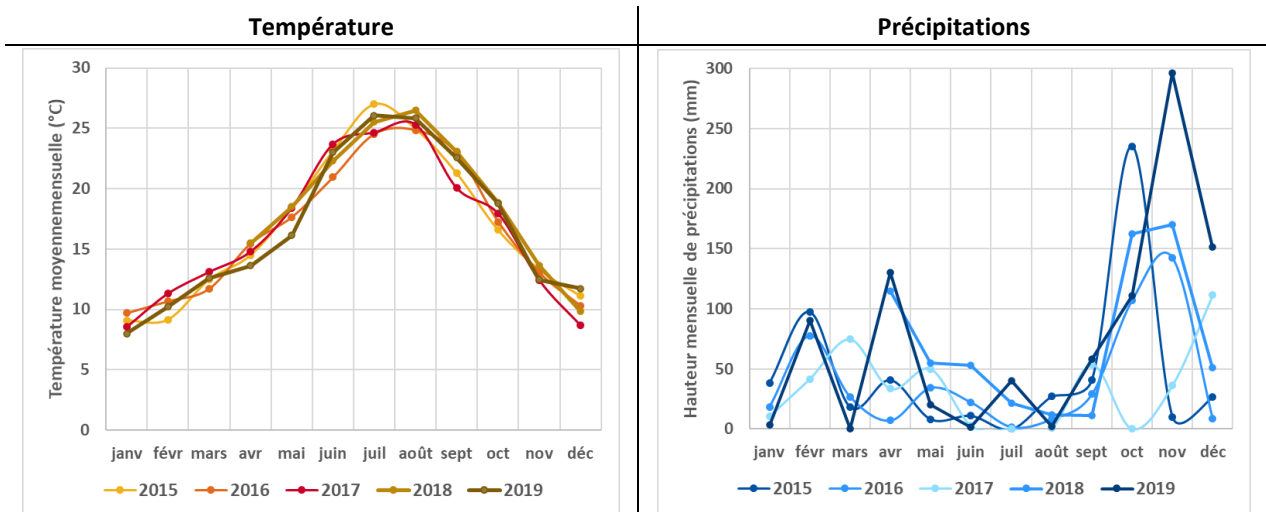 Température
Précipitations
Température moyennemensuelle (°C)
30
25
20
15
10
5
0
janv févr mars avr mai juin juil août sept oct nov déc
2015 2016 2017 2018 2019
Hauteur mensuelle de précipitations (mm)
300
250
200
150
100
50
0
janv févr mars avr mai juin juil août sept oct nov déc
2015 2016 2017 2018 2019